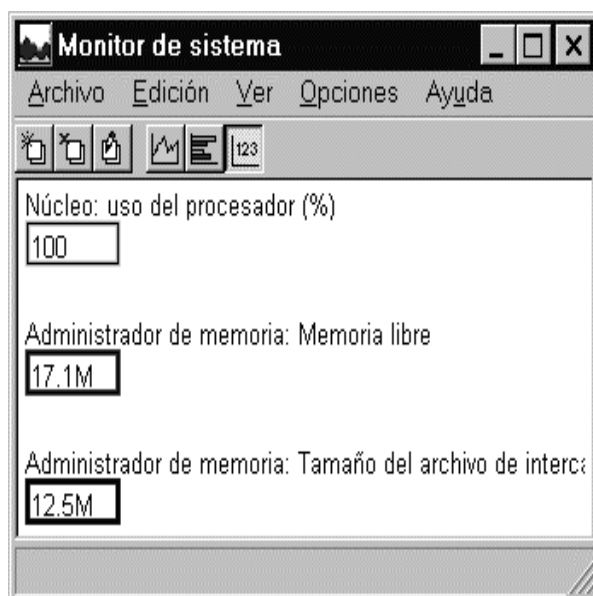 Monitor de sistema
Archivo Edición Ver Opciones Ayuda
123
Núcleo: uso del procesador (%)
100
Administrador de memoria: Memoria libre
17.1M
Administrador de memoria: Tamaño del archivo de interca
12.5M